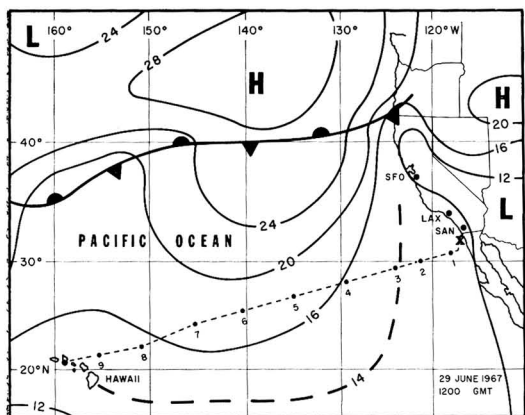 160° 150° 140° 130° 120°W
L
24
28
H
H
20
40°
16
12
SFO
24
LAX
SAN
L
PACIFIC OCEAN
X
20
30°
2
3
4
16
5
6
7
8
9
20°N
HAWAII
14
12
29 JUNE 1967
1200 GMT